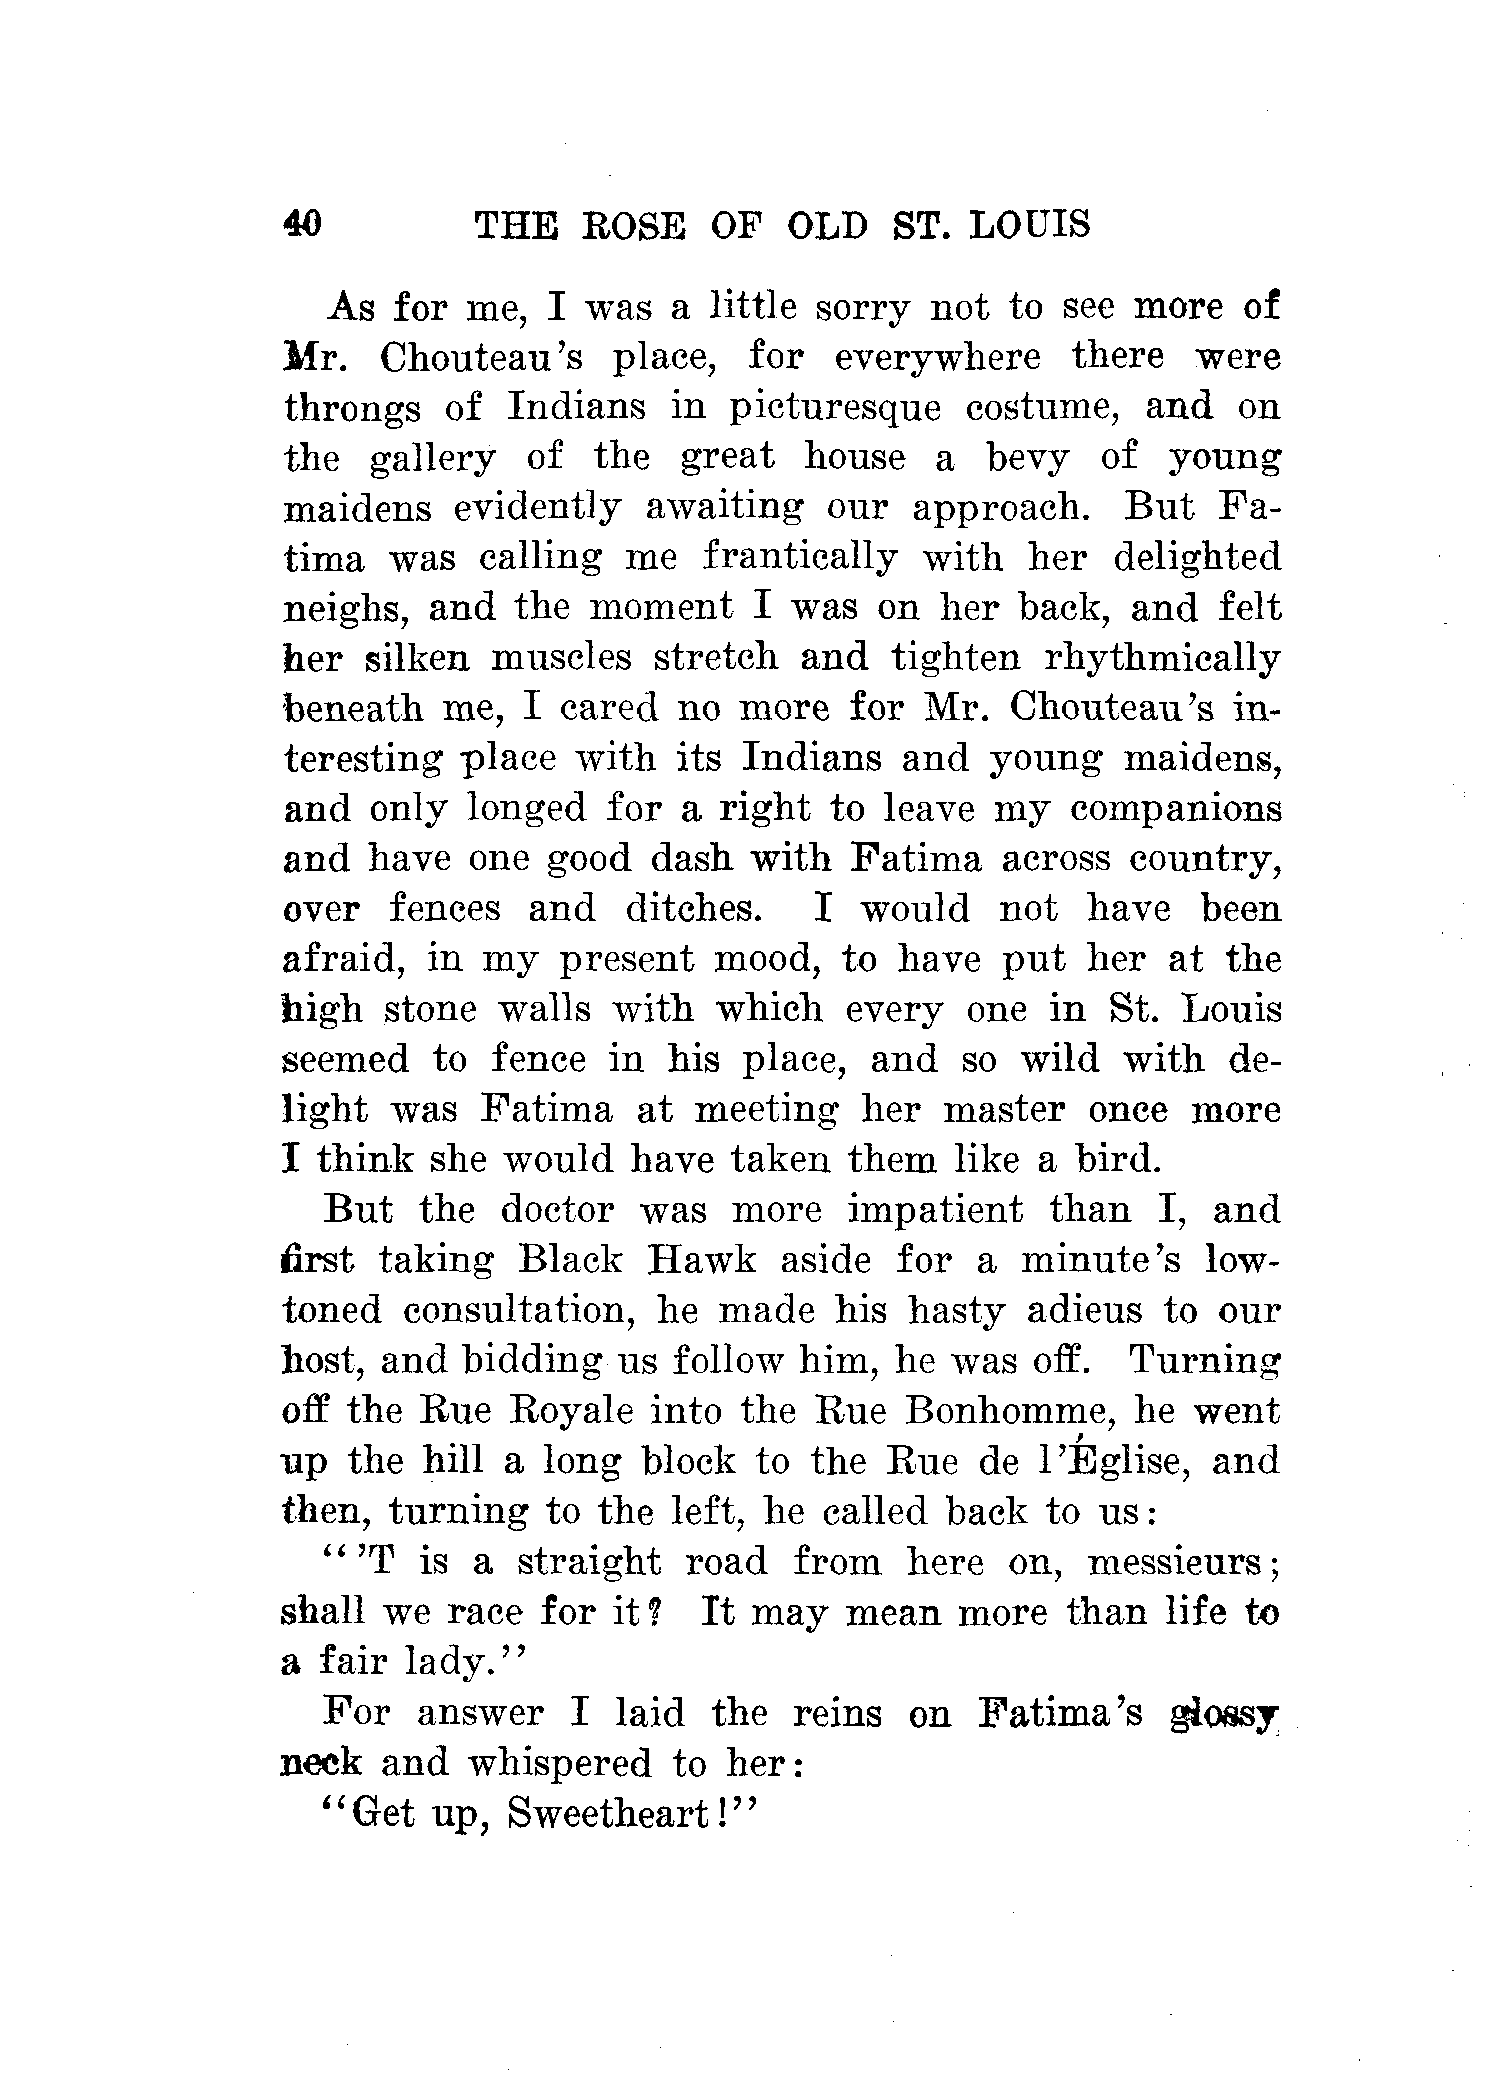 40 THE ROSE OF OLD ST. LOUIS
As for me, I was a little sorry not to see more of
Mr. Chouteau's place, for everywhere there were
throngs of Indians in picturesque costume, and on
the gallery of the great house a bevy of young
maidens evidently awaiting our approach. But Fa-
tima was calling me frantically with her delighted
neighs, and the moment I was on her back, and felt
her silken muscles stretch and tighten rhythmically
beneath me, I cared no more for Mr. Chouteau's in-
teresting place with its Indians and young maidens,
and only longed for a right to leave my companions
and have one good dash with Fatima across country,
over fences and ditches. I would not have been
afraid, in my present mood, to have put her at the
high stone walls with which every one in St. Louis
seemed to fence in his place, and so wild with de-
light was Fatima at meeting her master once more
I think she would have taken them like a bird.
But the doctor was more impatient than I, and
first taking Black Hawk aside for a minute's low-
toned consultation, he made his hasty adieus to our
host, and bidding us follow him, he was off. Turning
off the Rue Royale into the Rue Bonhomme, he went
up the hill a long block to the Rue de l'Église, and
then, turning to the left, he called back to us:
"'T is a straight road from here on, messieurs;
shall we race for it? It may mean more than life to
a fair lady."
For answer I laid the reins on Fatima's glossy
neck and whispered to her:
"Get up, Sweetheart!"